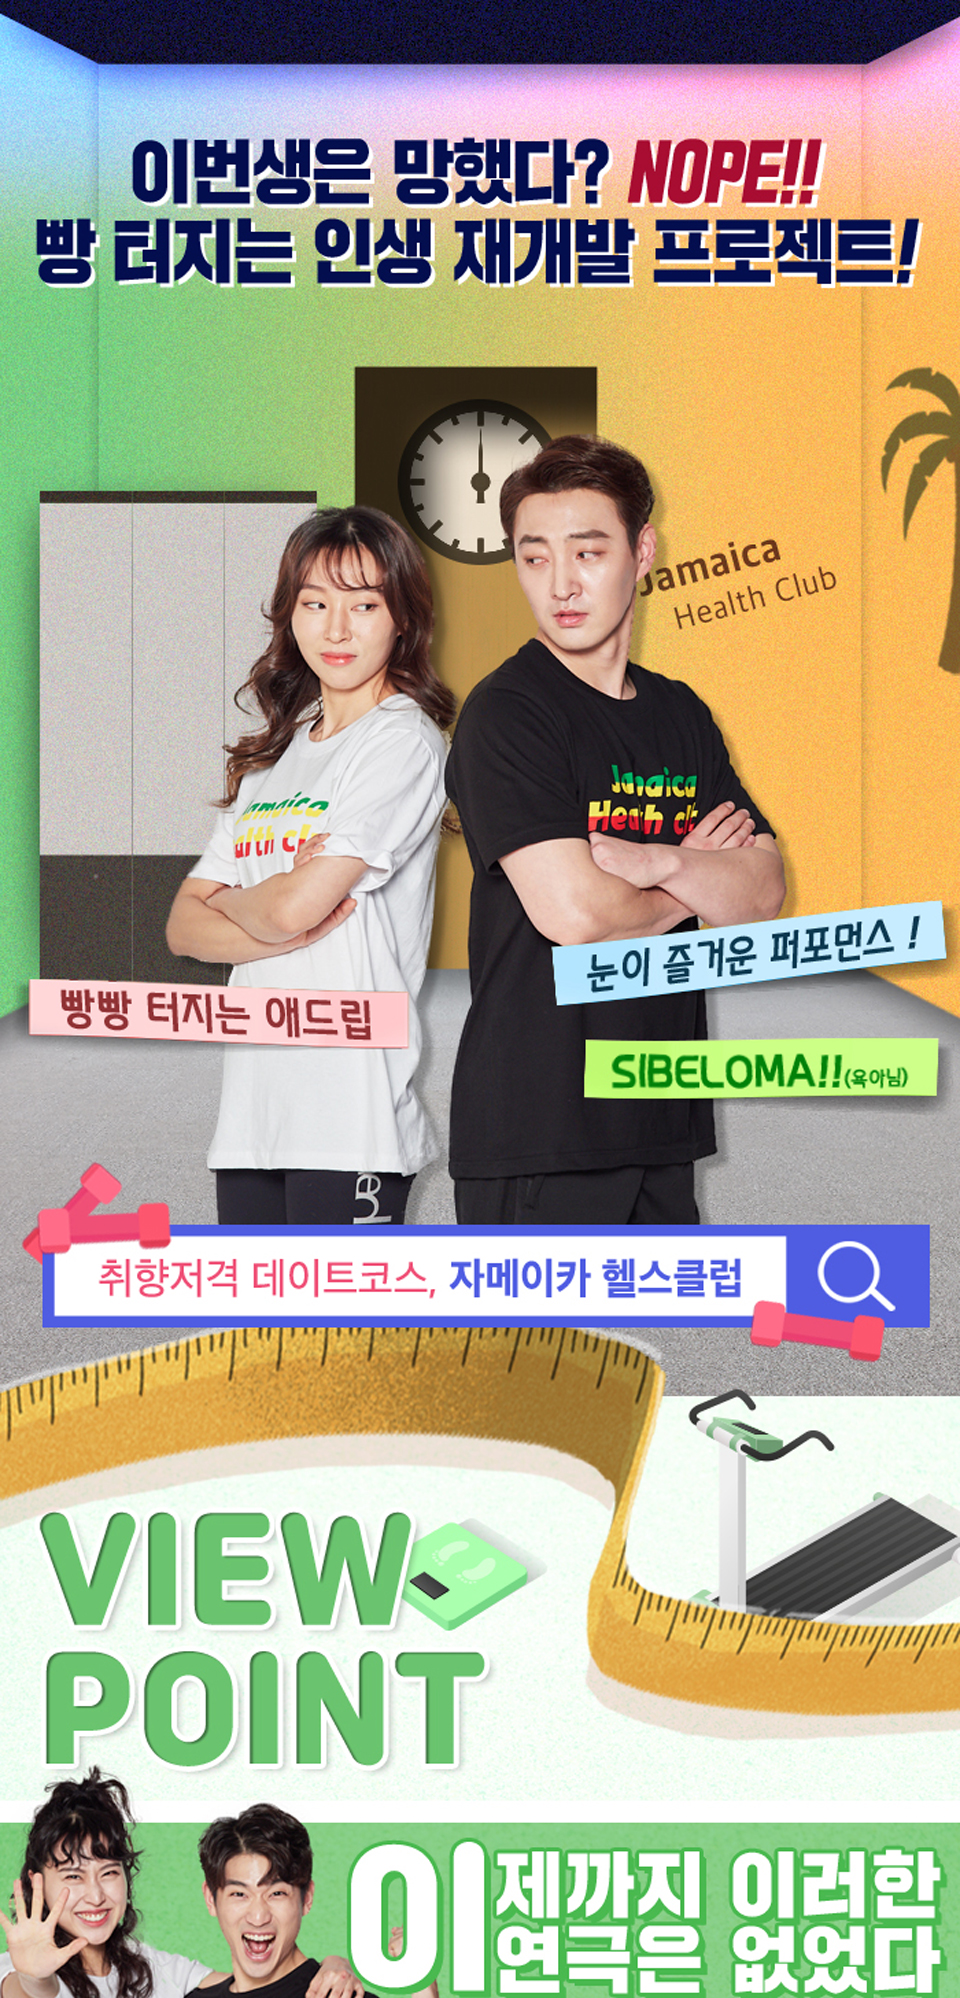 이번생은 망했다? NOPE!!
빵 터지는 인생 재개발 프로젝트!
Jamaica
Health Club
Jamaica
Health
빵빵 터지는 애드립
눈이 즐거운 퍼포먼스 !
SIBELOMA!!(욕아님)
취향저격 데이트코스, 자메이카 헬스클럽
VIEW
POINT
이제까지 이러한
연극은 없었다